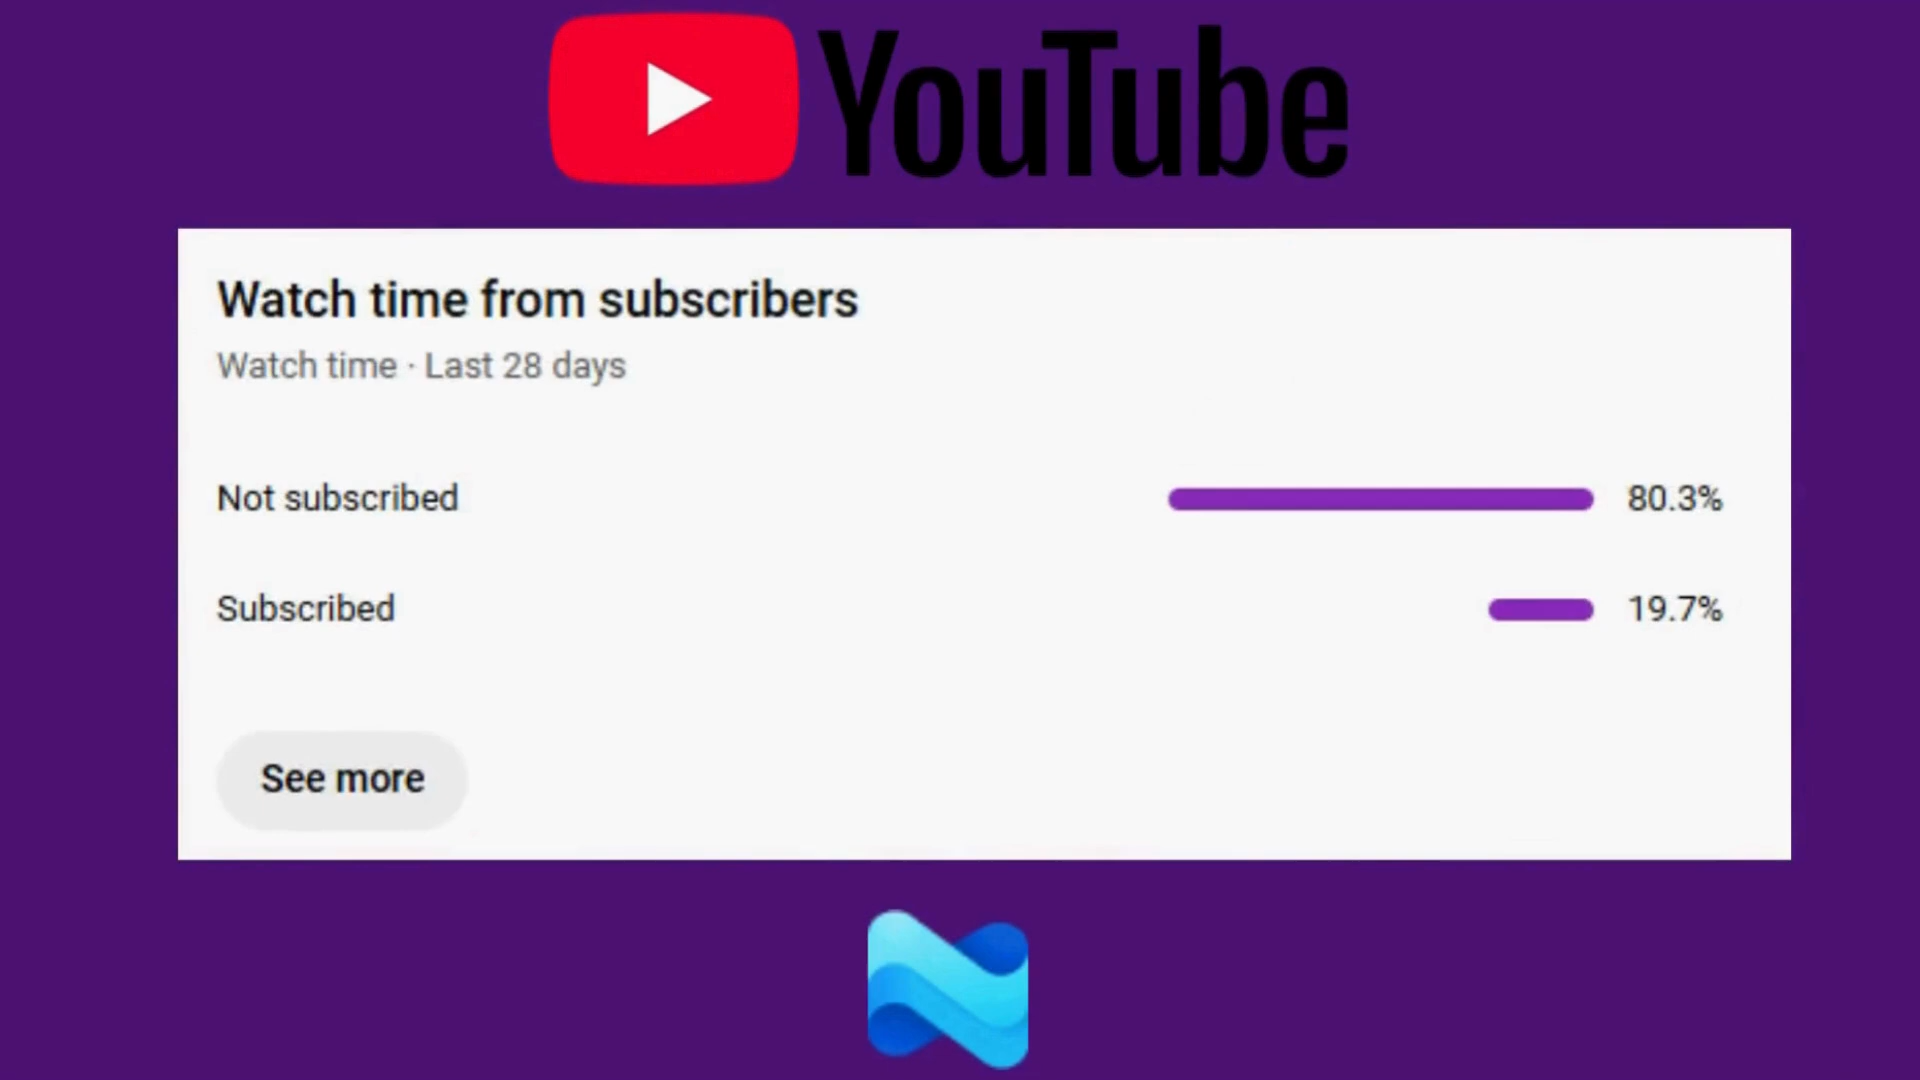 YouTube
Watch time from subscribers
Watch time · Last 28 days
Not subscribed 80.3%
Subscribed 19.7%
See more